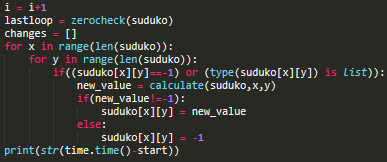 i = i+1
lastloop = zerocheck(suduko)
changes = []
for x in range(len(suduko)):
for y in range(len(suduko)):
if((suduko[x][y]==-1) or (type(suduko[x][y]) is list)):
new_value = calculate(suduko,x,y)
if(new_value!=-1):
suduko[x][y] = new_value
else:
suduko[x][y] = -1
print(str(time.time()-start))